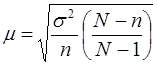 μ = √(σ²/n ((N − n)/(N − 1)))